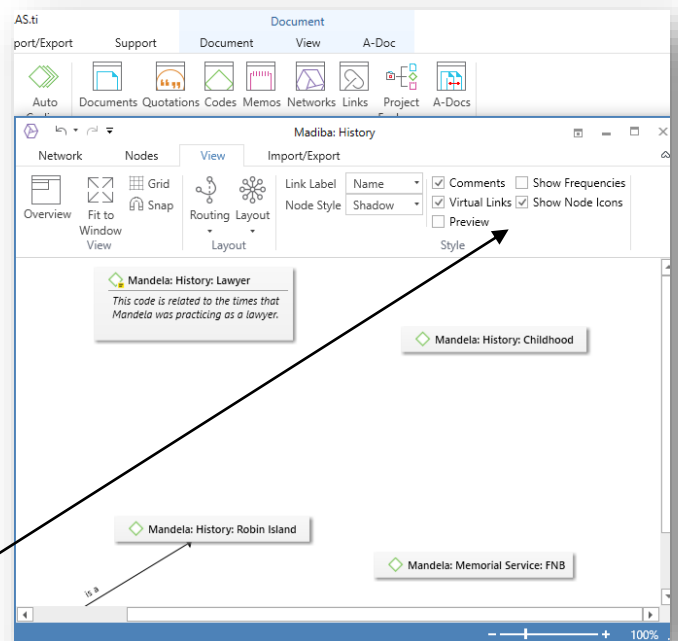 AS.ti
Document
port/Export Support Document View A-Doc
Auto Documents Quotations Codes Memos Networks Links Project A-Docs
Madiba: History
Network Nodes View Import/Export
Grid Link Label Name Comments Show Frequencies
Snap Node Style Shadow Virtual Links Show Node Icons
Overview Fit to Routing Layout Preview
Window
View Layout Style
Mandela: History: Lawyer
This code is related to the times that
Mandela was practicing as a lawyer.
Mandela: History: Childhood
Mandela: History: Robin Island
Mandela: Memorial Service: FNB
is a
100%